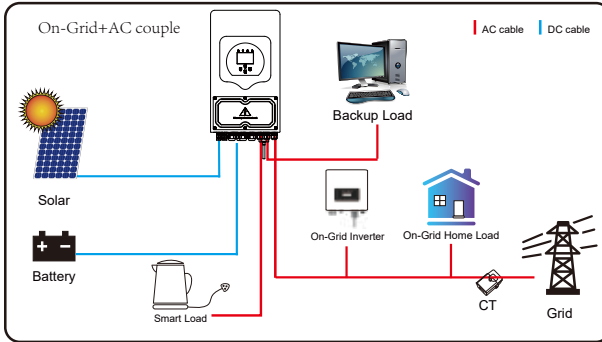 On-Grid+AC couple
AC cable
DC cable
Backup Load
Solar
On-Grid Inverter
On-Grid Home Load
Battery
Smart Load
CT
Grid